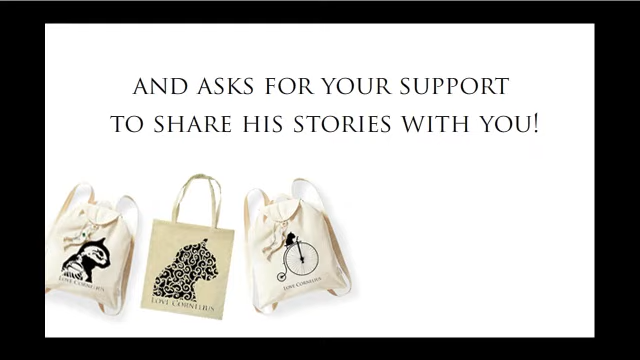 AND ASKS FOR YOUR SUPPORT
TO SHARE HIS STORIES WITH YOU!
LOVE CORNELIUS
LOVE CORNELIUS
LOVE CORNELIUS